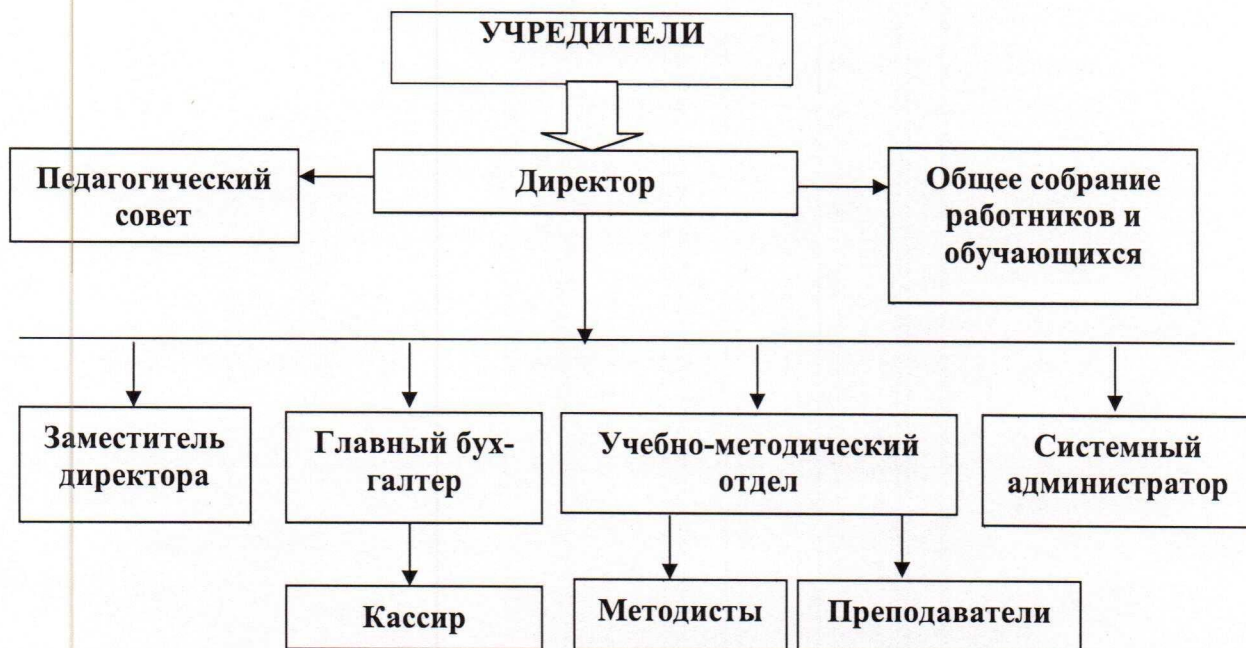 УЧРЕДИТЕЛИ
Педагогический
совет
Директор
Общее собрание
работников и
обучающихся
Заместитель
директора
Главный бух-
галтер
Учебно-методический
отдел
Системный
администратор
Кассир
Методисты
Преподаватели